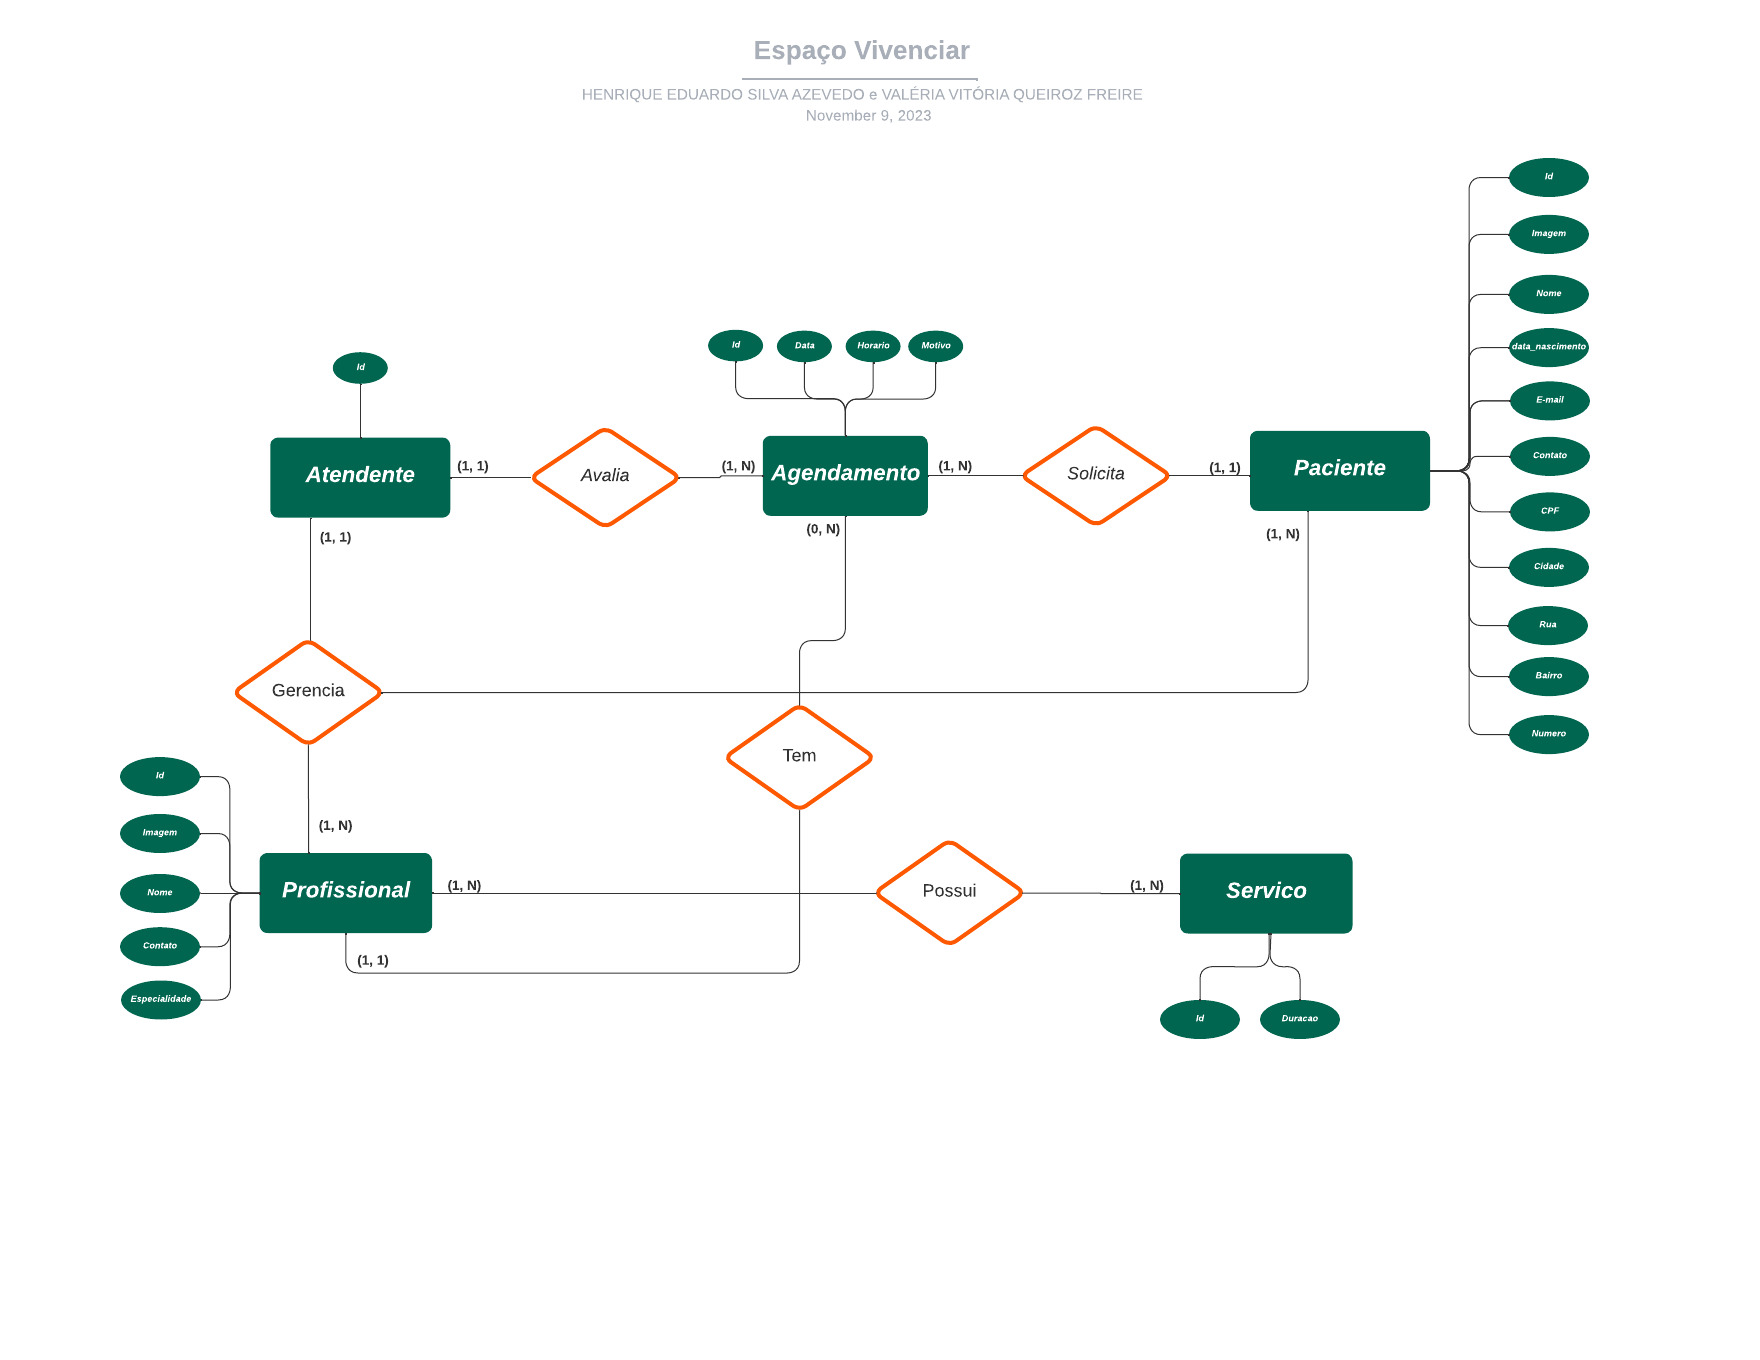 Espaço Vivenciar
HENRIQUE EDUARDO SILVA AZEVEDO e VALÉRIA VITÓRIA QUEIROZ FREIRE
November 9, 2023
Id
Imagem
Nome
data_nascimento
E-mail
Contato
CPF
Cidade
Rua
Bairro
Numero
Id
Data
Horario
Motivo
Id
Atendente
(1, 1)
Avalia
(1, N)
Agendamento
(1, N)
Solicita
(1, 1)
Paciente
(1, 1)
(0, N)
(1, N)
Gerencia
Tem
(1, N)
Id
Imagem
Nome
Contato
Especialidade
Profissional
(1, N)
Possui
(1, N)
Servico
(1, 1)
Id
Duracao